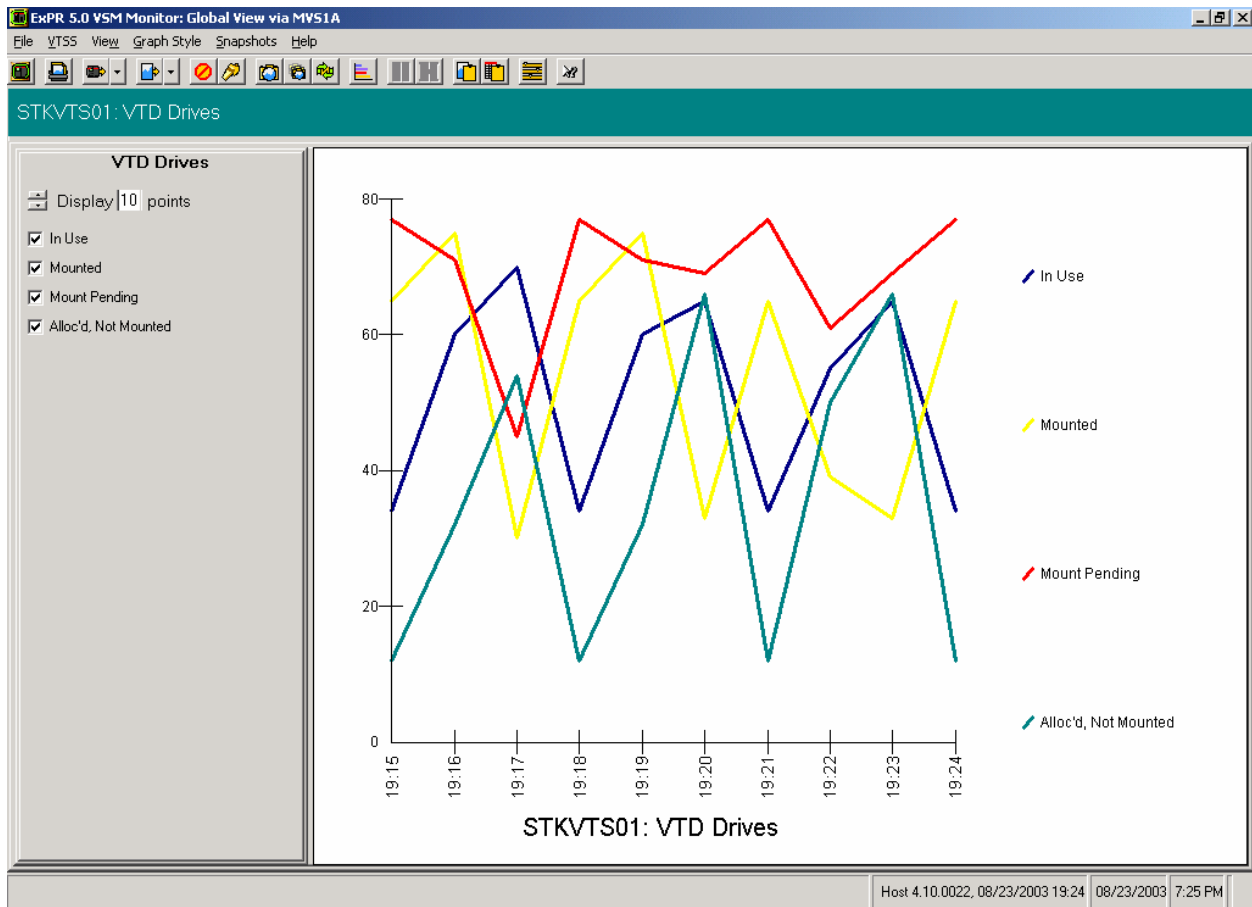 ExPR 5.0 VSM Monitor: Global View via MVS1A
File VTSS View Graph Style Snapshots Help
STKVTS01: VTD Drives
VTD Drives
Display 10 points
In Use
Mounted
Mount Pending
Alloc'd, Not Mounted
80
60
40
20
0
19:15 19:16 19:17 19:18 19:19 19:20 19:21 19:22 19:23 19:24
STKVTS01: VTD Drives
In Use
Mounted
Mount Pending
Alloc'd, Not Mounted
Host 4.10.0022, 08/23/2003 19:24 08/23/2003 7:25 PM